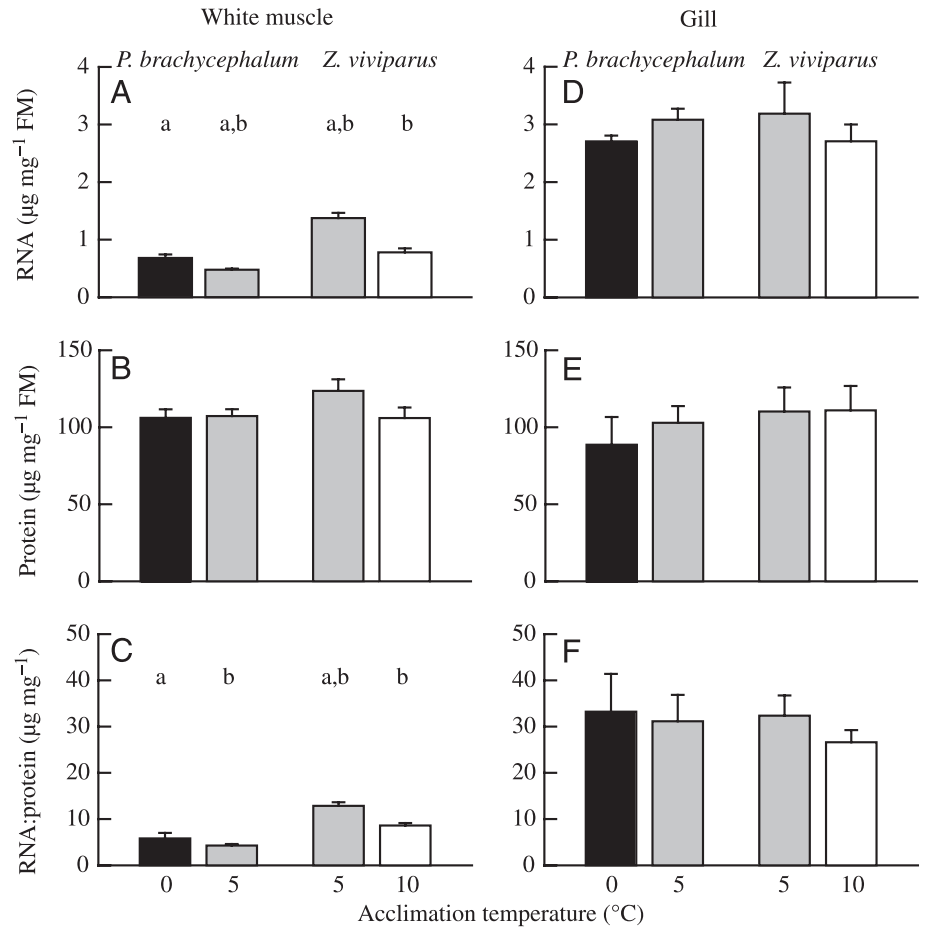 White muscle
Gill
P. brachycephalum Z. viviparus
P. brachycephalum Z. viviparus
A
a a,b a,b b
RNA (µg mg⁻¹ FM)
4
3
2
1
0
D
B
Protein (µg mg⁻¹ FM)
150
100
50
0
E
150
100
50
0
C
a b a,b b
RNA:protein (µg mg⁻¹)
50
40
30
20
10
0
0 5 5 10
4
3
2
1
0
F
50
40
30
20
10
0
0 5 5 10
Acclimation temperature (°C)